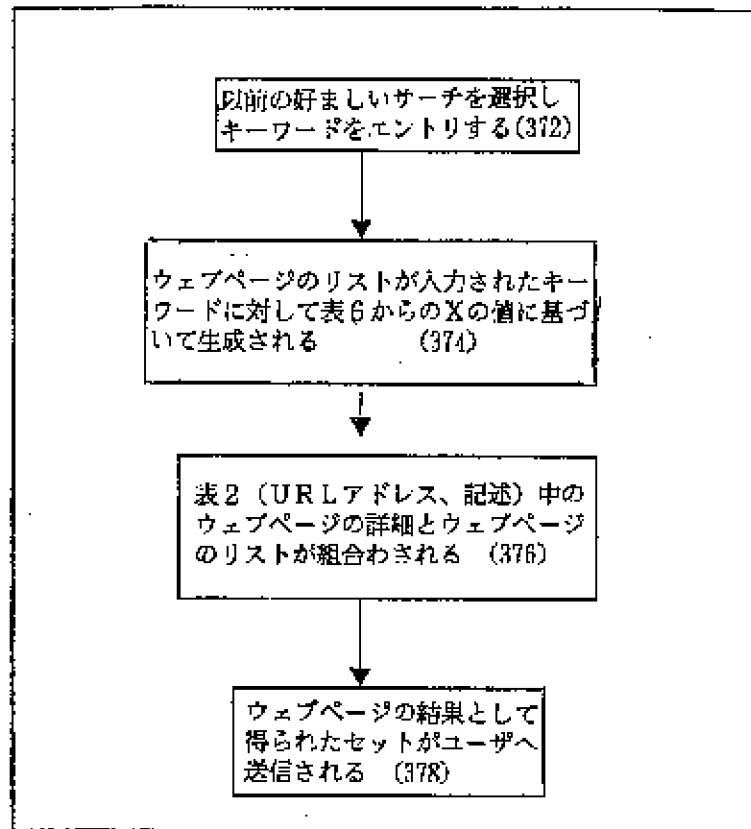 以前の好ましいサーチを選択し
キーワードをエントリする(372)
ウェブページのリストが入力されたキー
ワードに対して表6からのXの値に基づ
いて生成される (374)
表2（URLアドレス、記述）中の
ウェブページの詳細とウェブページ
のリストが組合わされる (376)
ウェブページの結果として
得られたセットがユーザへ
送信される (378)